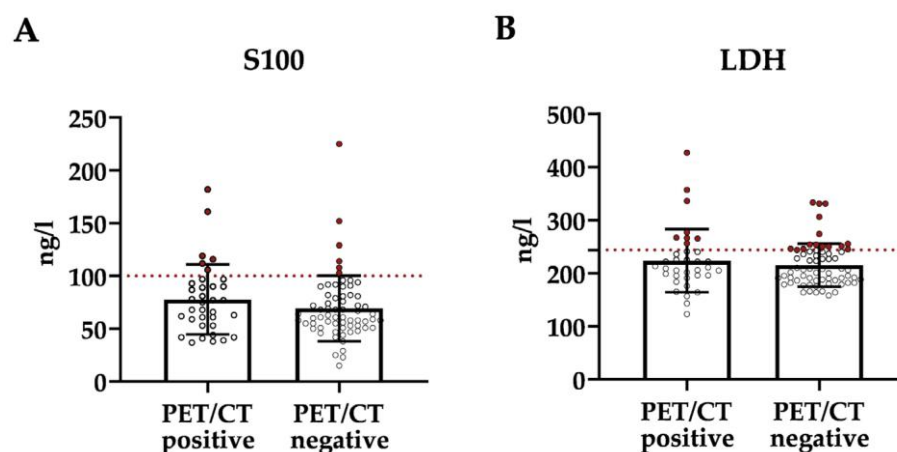 A
S100
ng/l
250
200
150
100
50
0
PET/CT
positive
PET/CT
negative
B
LDH
ng/l
500
400
300
200
100
0
PET/CT
positive
PET/CT
negative